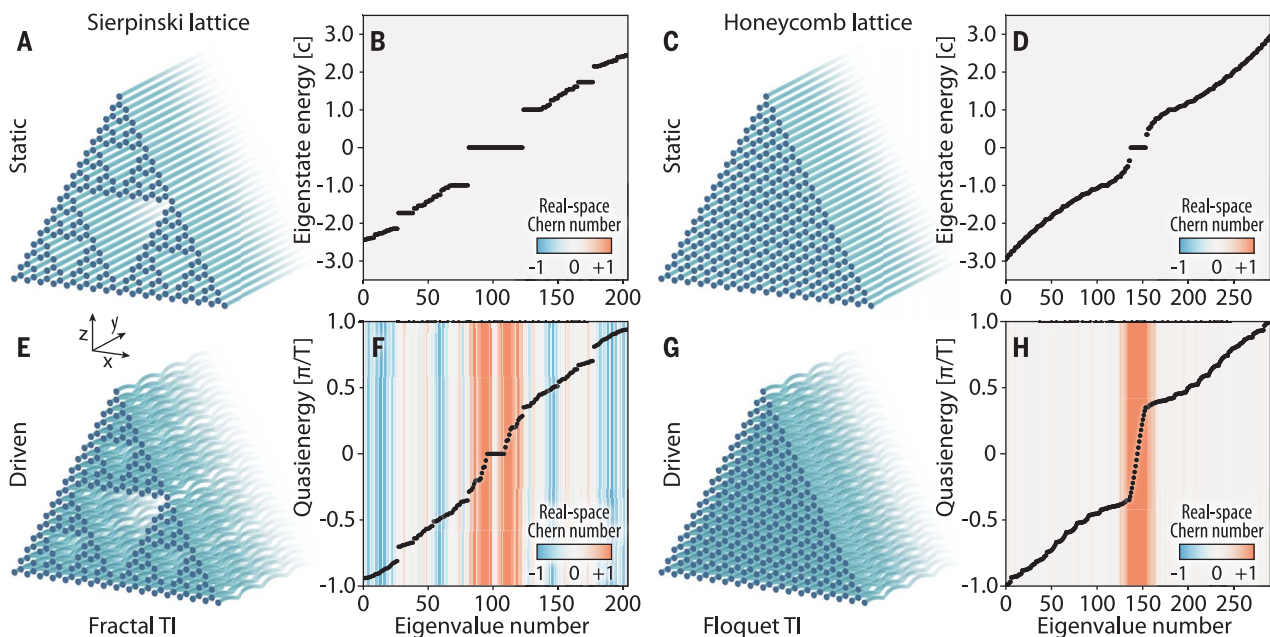 Sierpinski lattice
Honeycomb lattice
A
Static
B
Eigenstate energy [c]
3.0
2.0
1.0
0
-1.0
-2.0
-3.0
Real-space
Chern number
-1 0 +1
0 50 100 150 200
C
Static
D
Eigenstate energy [c]
3.0
2.0
1.0
0
-1.0
-2.0
-3.0
Real-space
Chern number
-1 0 +1
0 50 100 150 200 250
E
z
y
x
Driven
Fractal TI
F
Quasienergy [π/T]
1.0
0.5
0
-0.5
-1.0
Real-space
Chern number
-1 0 +1
0 50 100 150 200
Eigenvalue number
G
Driven
Floquet TI
H
Quasienergy [π/T]
1.0
0.5
0
-0.5
-1.0
Real-space
Chern number
-1 0 +1
0 50 100 150 200 250
Eigenvalue number